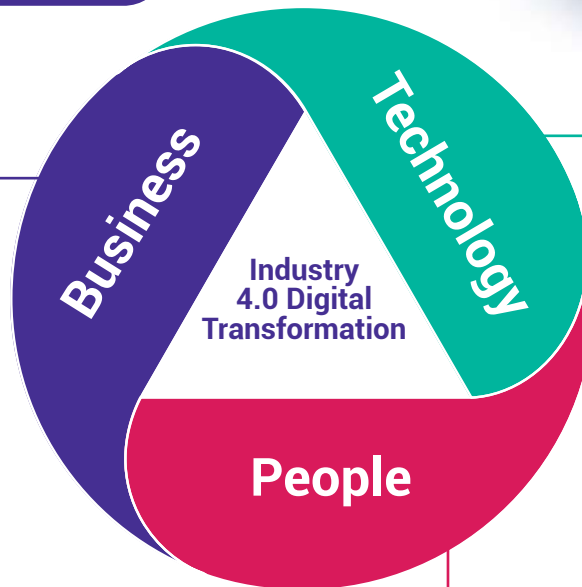 Business
Technology
Industry
4.0 Digital
Transformation
People